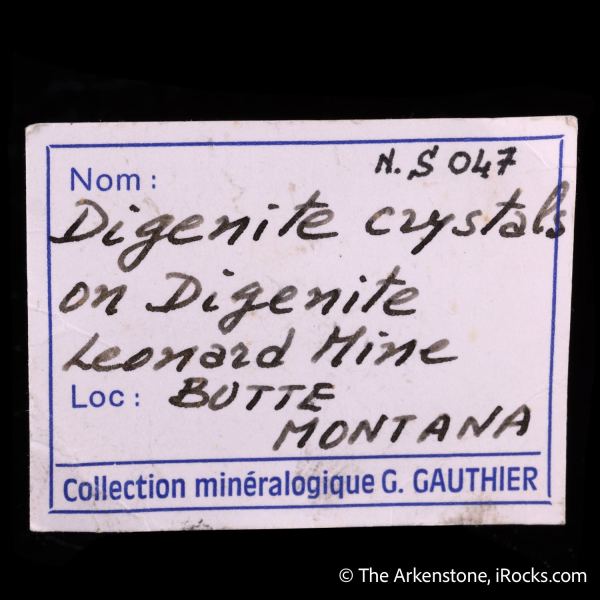 N. S 047
Nom :
Digenite crystals
on Digenite
Leonard Mine
Loc : BUTTE
MONTANA
Collection minéralogique G. GAUTHIER
© The Arkenstone, iRocks.com